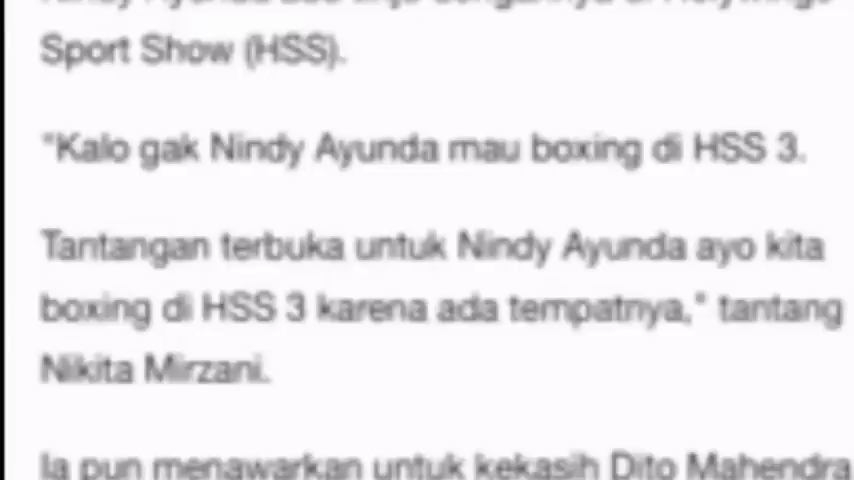 Sport Show (HSS).
"Kalo gak Nindy Ayunda mau boxing di HSS 3.
Tantangan terbuka untuk Nindy Ayunda ayo kita
boxing di HSS 3 karena ada tempatnya," tantang
Nikita Mirzani.
Ia pun menawarkan untuk kekasih Dito Mahendra